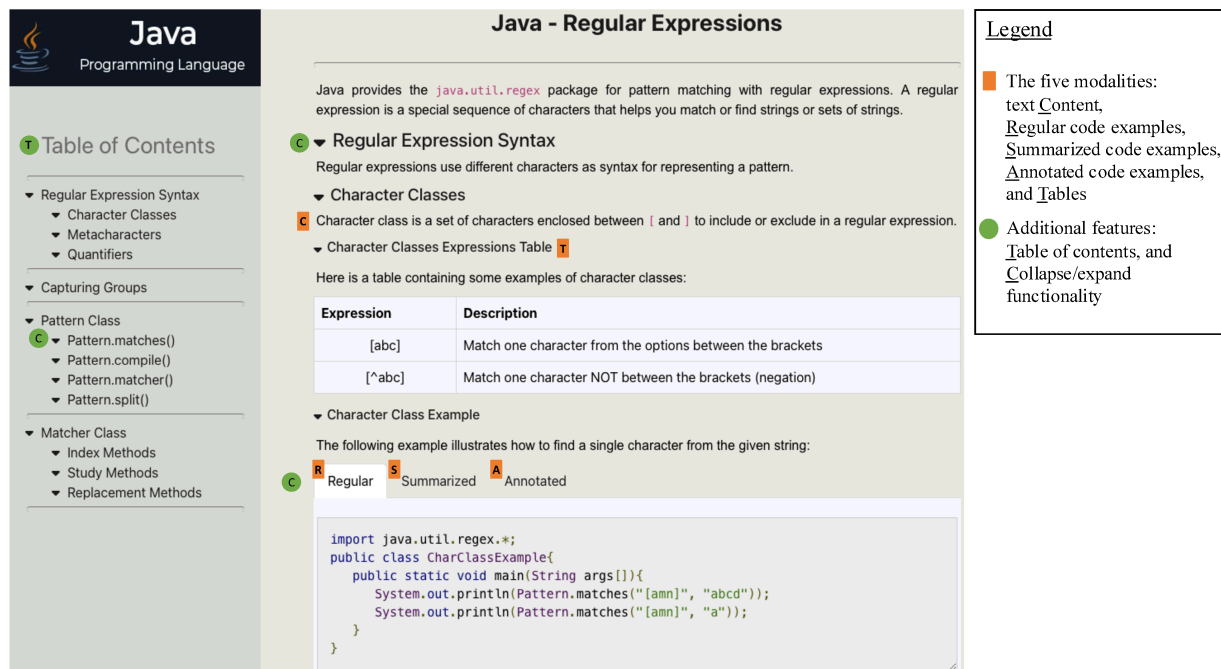 Java
Programming Language
T Table of Contents
Regular Expression Syntax
Character Classes
Metacharacters
Quantifiers
Capturing Groups
Pattern Class
C Pattern.matches()
Pattern.compile()
Pattern.matcher()
Pattern.split()
Matcher Class
Index Methods
Study Methods
Replacement Methods
Java - Regular Expressions
Java provides the java.util.regex package for pattern matching with regular expressions. A regular
expression is a special sequence of characters that helps you match or find strings or sets of strings.
C Regular Expression Syntax
Regular expressions use different characters as syntax for representing a pattern.
Character Classes
C Character class is a set of characters enclosed between [ and ] to include or exclude in a regular expression.
Character Classes Expressions Table T
Here is a table containing some examples of character classes:
Expression Description
[abc] Match one character from the options between the brackets
[^abc] Match one character NOT between the brackets (negation)
Character Class Example
The following example illustrates how to find a single character from the given string:
C R Regular S Summarized A Annotated
import java.util.regex.*;
public class CharClassExample{
public static void main(String args[]){
System.out.println(Pattern.matches("[amn]", "abcd"));
System.out.println(Pattern.matches("[amn]", "a"));
}
}
Legend
The five modalities:
text Content,
Regular code examples,
Summarized code examples,
Annotated code examples,
and Tables
Additional features:
Table of contents, and
Collapse/expand
functionality